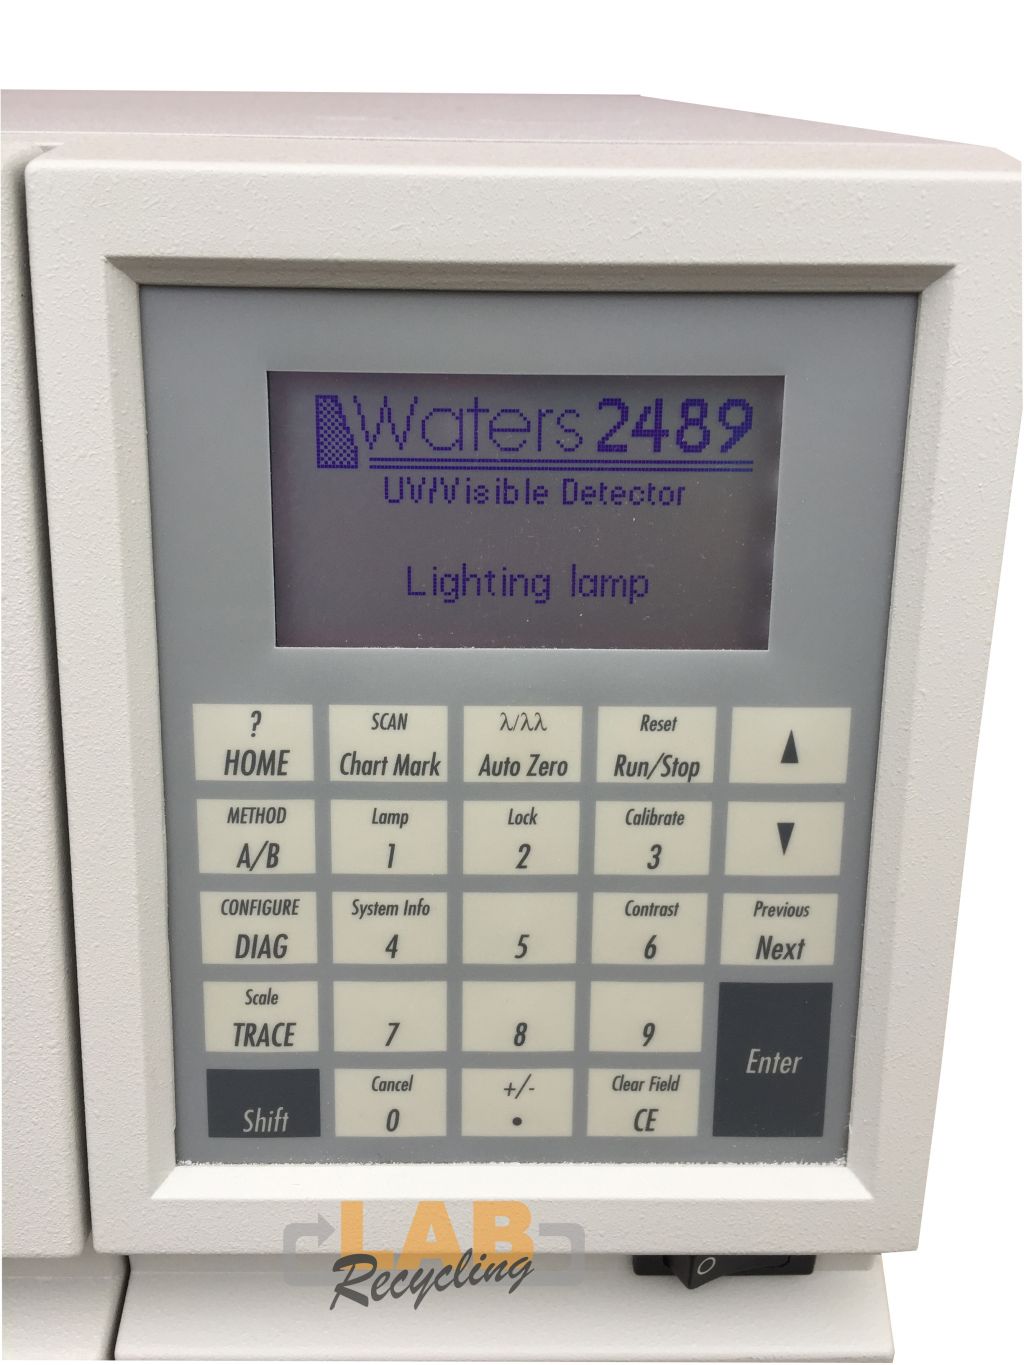 Waters 2489
UV/Visible Detector
Lighting lamp
?
HOME
SCAN
Chart Mark
λ/λλ
Auto Zero
Reset
Run/Stop
▲
METHOD
A/B
Lamp
1
Lock
2
Calibrate
3
▼
CONFIGURE
DIAG
System Info
4
5
Contrast
6
Previous
Next
Scale
TRACE
7
8
9
Enter
Shift
Cancel
0
+/-
•
Clear Field
CE
LAB
Recycling
O